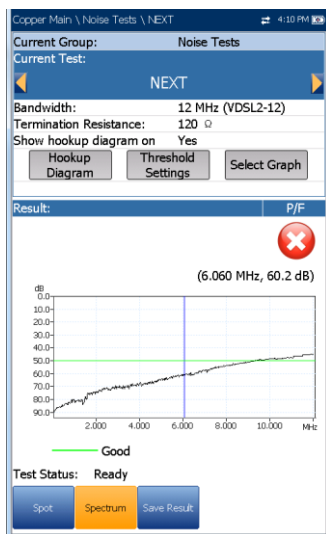 Copper Main \ Noise Tests \ NEXT 4:10 PM
Current Group: Noise Tests
Current Test:
NEXT
Bandwidth: 12 MHz (VDSL2-12)
Termination Resistance: 120 Ω
Show hookup diagram on Yes
Hookup Diagram Threshold Settings Select Graph
Result: P/F
(6.060 MHz, 60.2 dB)
dB
0.0
10.0
20.0
30.0
40.0
50.0
60.0
70.0
80.0
90.0
2.000 4.000 6.000 8.000 10.000 MHz
Good
Test Status: Ready
Spot Spectrum Save Result